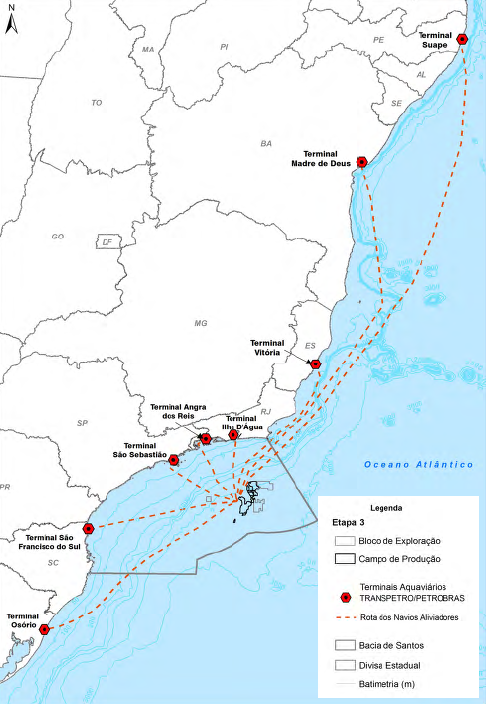 N
Terminal
Suape
PE
PI
MA
AL
SE
TO
BA
Terminal
Madre de Deus
GO
DF
MG
ES
Terminal
Vitória
Terminal Angra
dos Reis
Terminal
Ilha D'Água
RJ
SP
Terminal
São Sebastião
Oceano Atlântico
PR
Terminal São
Francisco do Sul
SC
Terminal
Osório
Legenda
Etapa 3
Bloco de Exploração
Campo de Produção
Terminais Aquaviários
TRANSPETRO/PETROBRAS
Rota dos Navios Aliviadores
Bacia de Santos
Divisa Estadual
Batimetria (m)